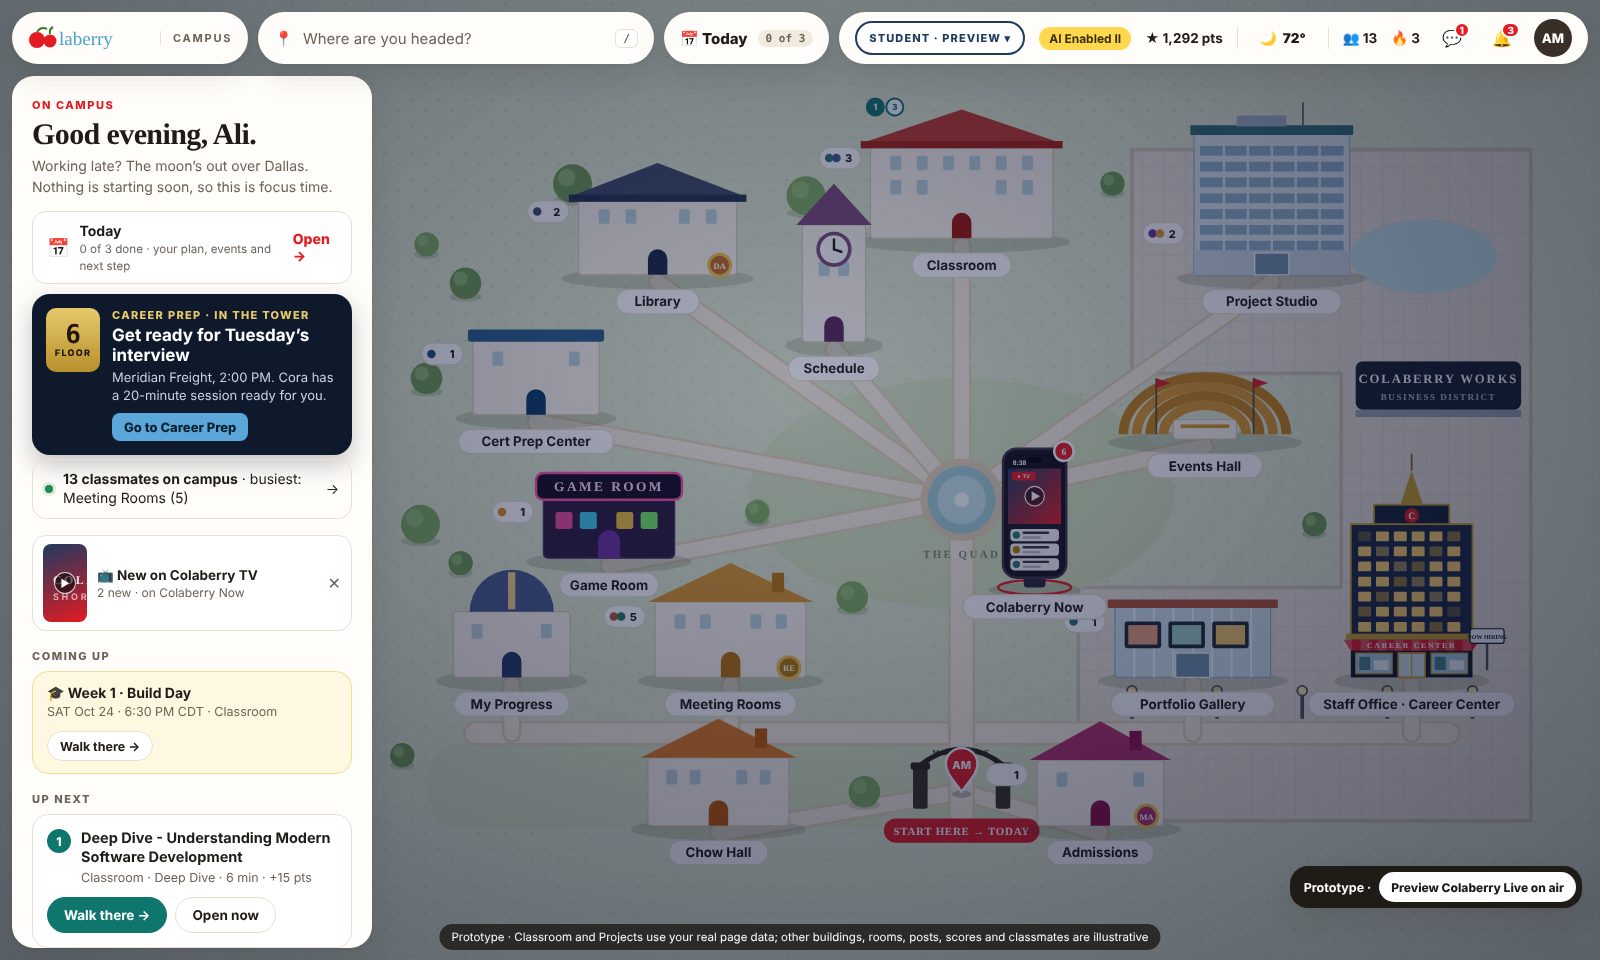 laberry
CAMPUS
Where are you headed?
/
Today
0 of 3
STUDENT · PREVIEW ▾
AI Enabled II
★ 1,292 pts
72°
13
3
1
3
AM
ON CAMPUS
Good evening, Ali.
Working late? The moon's out over Dallas.
Nothing is starting soon, so this is focus time.
Today
0 of 3 done · your plan, events and
next step
Open
→
6
FLOOR
CAREER PREP · IN THE TOWER
Get ready for Tuesday's
interview
Meridian Freight, 2:00 PM. Cora has
a 20-minute session ready for you.
Go to Career Prep
13 classmates on campus · busiest:
Meeting Rooms (5)
→
New on Colaberry TV
2 new · on Colaberry Now
✕
COMING UP
Week 1 · Build Day
SAT Oct 24 · 6:30 PM CDT · Classroom
Walk there →
UP NEXT
1
Deep Dive - Understanding Modern
Software Development
Classroom · Deep Dive · 6 min · +15 pts
Walk there →
Open now
1
3
3
Classroom
2
DA
Library
Schedule
2
Project Studio
1
Cert Prep Center
COLABERRY WORKS
BUSINESS DISTRICT
Events Hall
GAME ROOM
1
Game Room
THE QUAD
8:38
TV
6
Colaberry Now
1
My Progress
5
RE
Meeting Rooms
Portfolio Gallery
C
CAREER CENTER
NOW HIRING
Staff Office · Career Center
Chow Hall
AM
1
START HERE → TODAY
MA
Admissions
Prototype ·
Preview Colaberry Live on air
Prototype · Classroom and Projects use your real page data; other buildings, rooms, posts, scores and classmates are illustrative